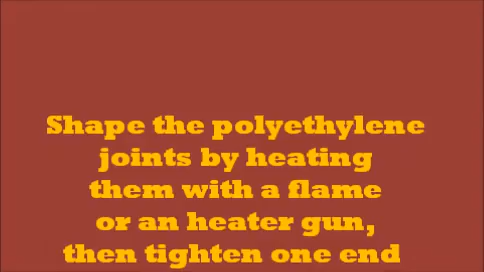 Shape the polyethylene
joints by heating
them with a flame
or an heater gun,
then tighten one end